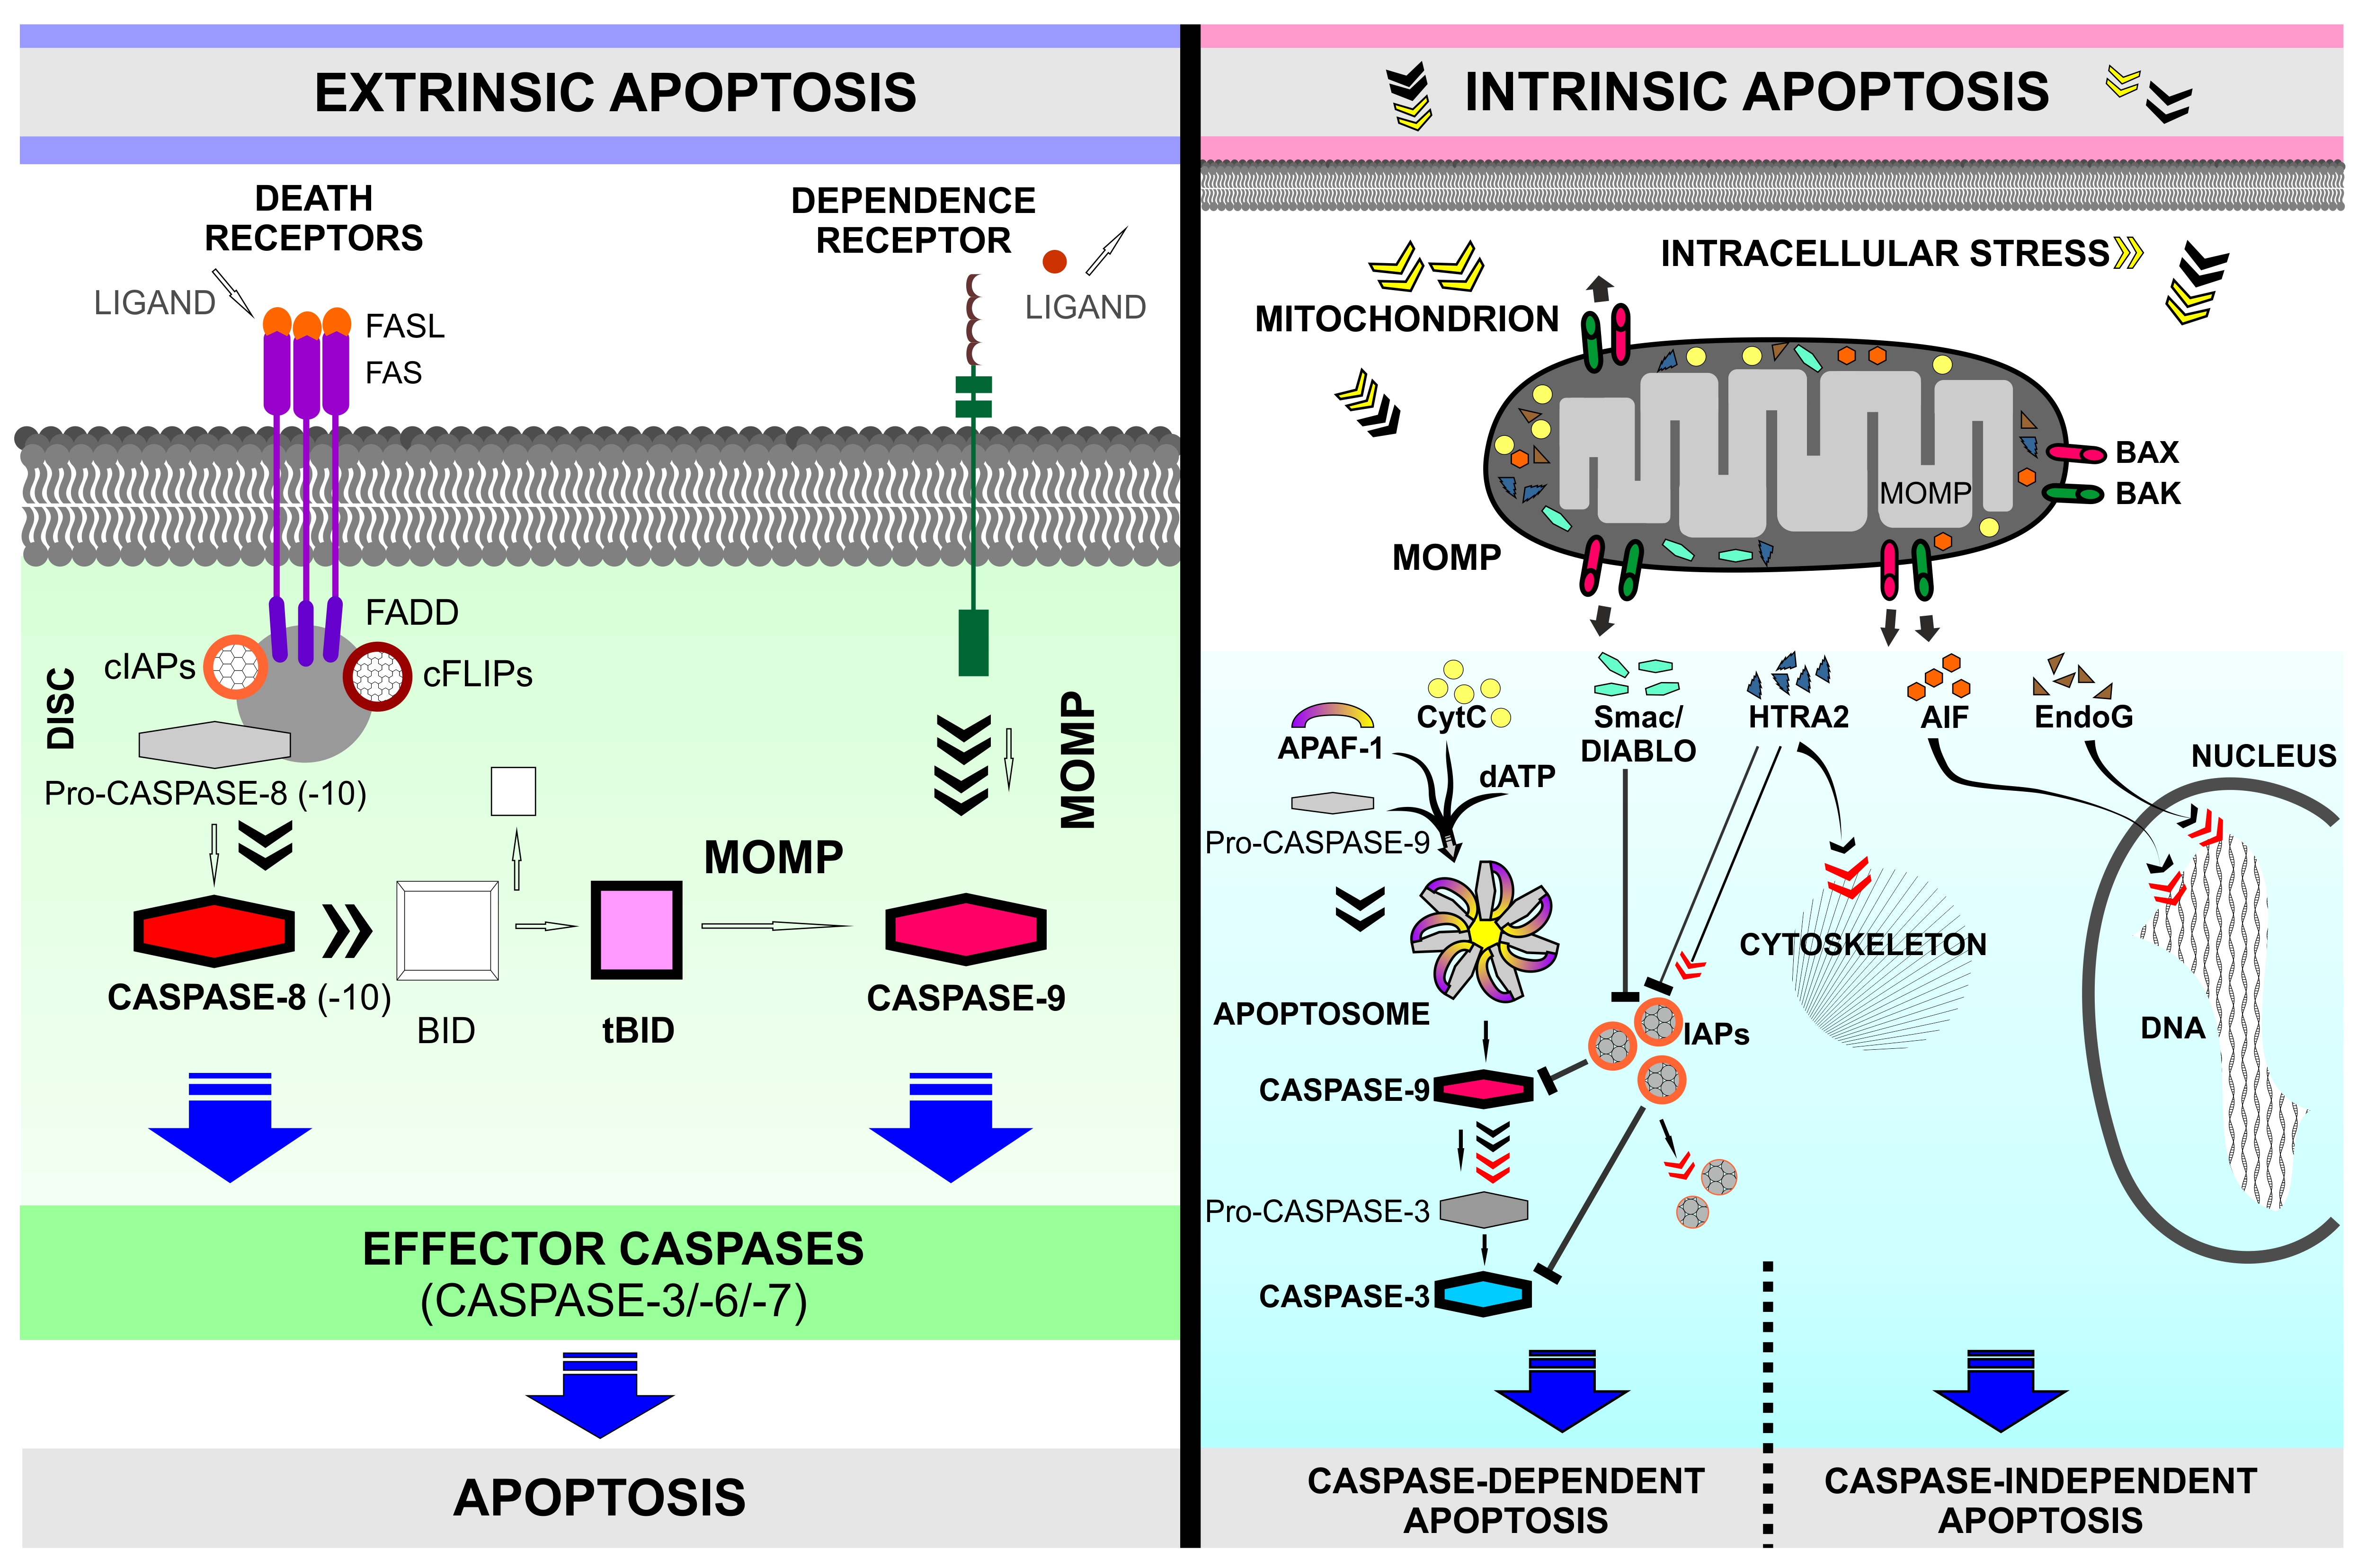 EXTRINSIC APOPTOSIS
DEATH
RECEPTORS
LIGAND
FASL
FAS
DEPENDENCE
RECEPTOR
LIGAND
FADD
cIAPs
cFLIPs
DISC
Pro-CASPASE-8 (-10)
MOMP
MOMP
CASPASE-8 (-10)
BID
tBID
CASPASE-9
EFFECTOR CASPASES
(CASPASE-3/-6/-7)
APOPTOSIS
INTRINSIC APOPTOSIS
INTRACELLULAR STRESS
MITOCHONDRION
BAX
BAK
MOMP
MOMP
CytC
Smac/
DIABLO
HTRA2
AIF
EndoG
APAF-1
dATP
NUCLEUS
Pro-CASPASE-9
CYTOSKELETON
APOPTOSOME
IAPs
DNA
CASPASE-9
Pro-CASPASE-3
CASPASE-3
CASPASE-DEPENDENT
APOPTOSIS
CASPASE-INDEPENDENT
APOPTOSIS